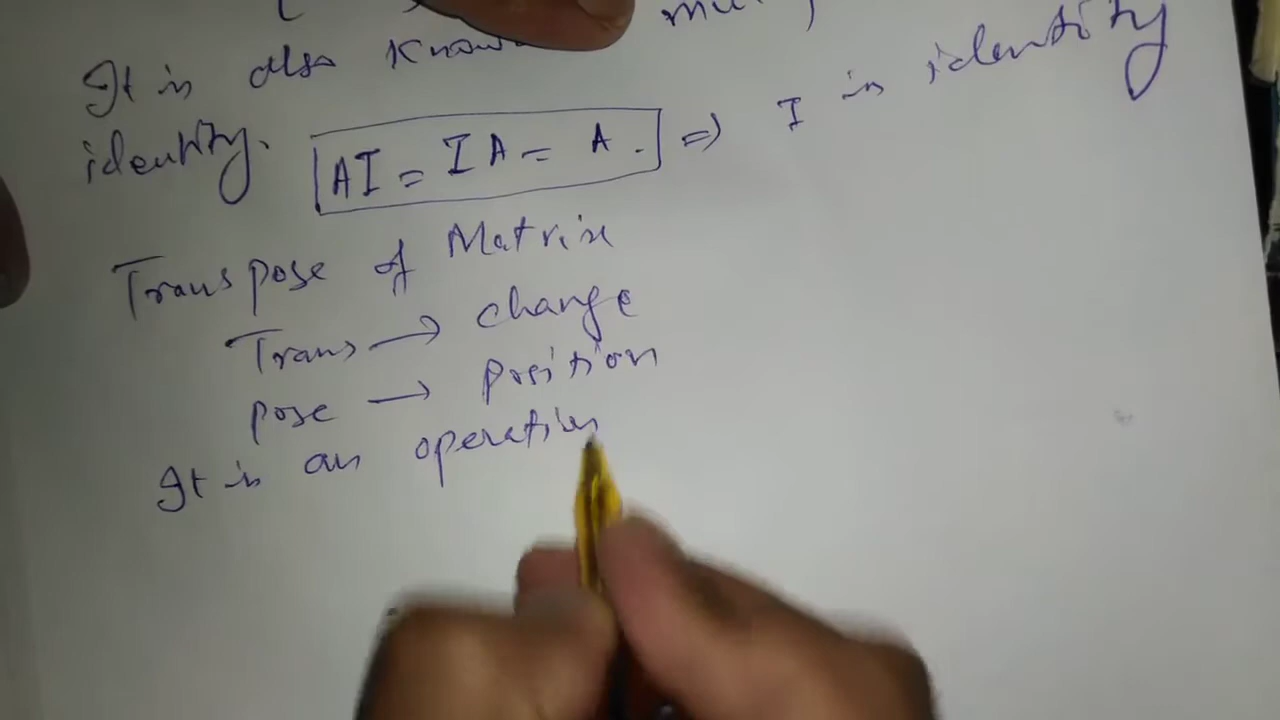 It is also known
identity. AI = IA = A. ⇒ I is identity
Transpose of Matrix
Trans → change
pose → position
It is an operation